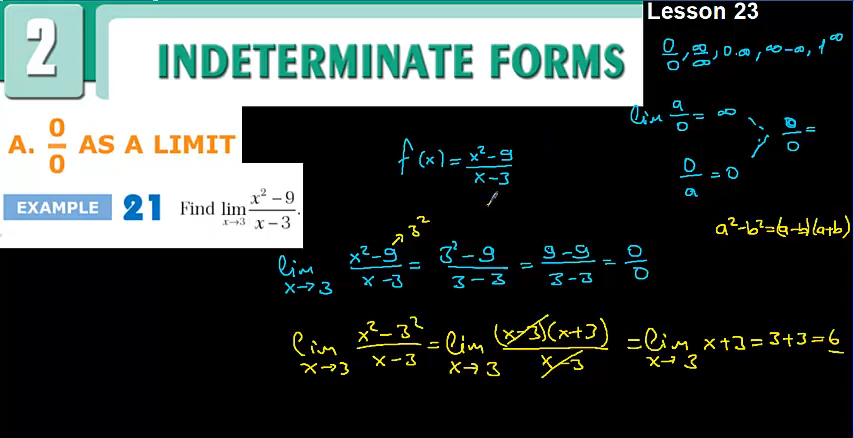 Lesson 23
2 INDETERMINATE FORMS
0/0, ∞/∞, 0·∞, ∞-∞, 1^∞
A. 0/0 AS A LIMIT
lim a/0 = ∞
0/0 =
0/a = 0
f(x) = (x²-9)/(x-3)
EXAMPLE 21 Find lim x→3 (x² - 9)/(x - 3).
a²-b²=(a-b)(a+b)
3²
lim x→3 (x²-9)/(x-3) = (3²-9)/(3-3) = (9-9)/(3-3) = 0/0
lim x→3 (x²-3²)/(x-3) = lim x→3 (x-3)(x+3)/(x-3) = lim x→3 x+3 = 3+3 = 6